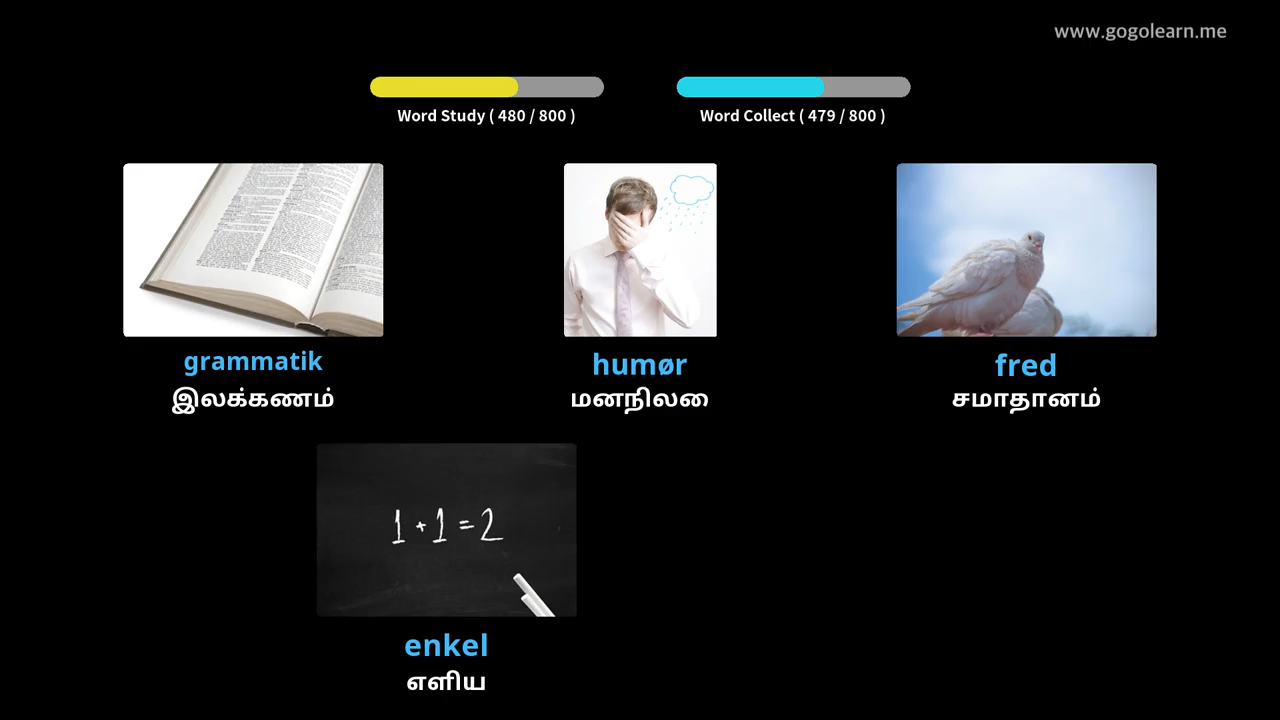 www.gogolearn.me
Word Study ( 480 / 800 )
Word Collect ( 479 / 800 )
grammatik
இலக்கணம்
humør
மனநிலை
fred
சமாதானம்
1 + 1 = 2
enkel
எளிய